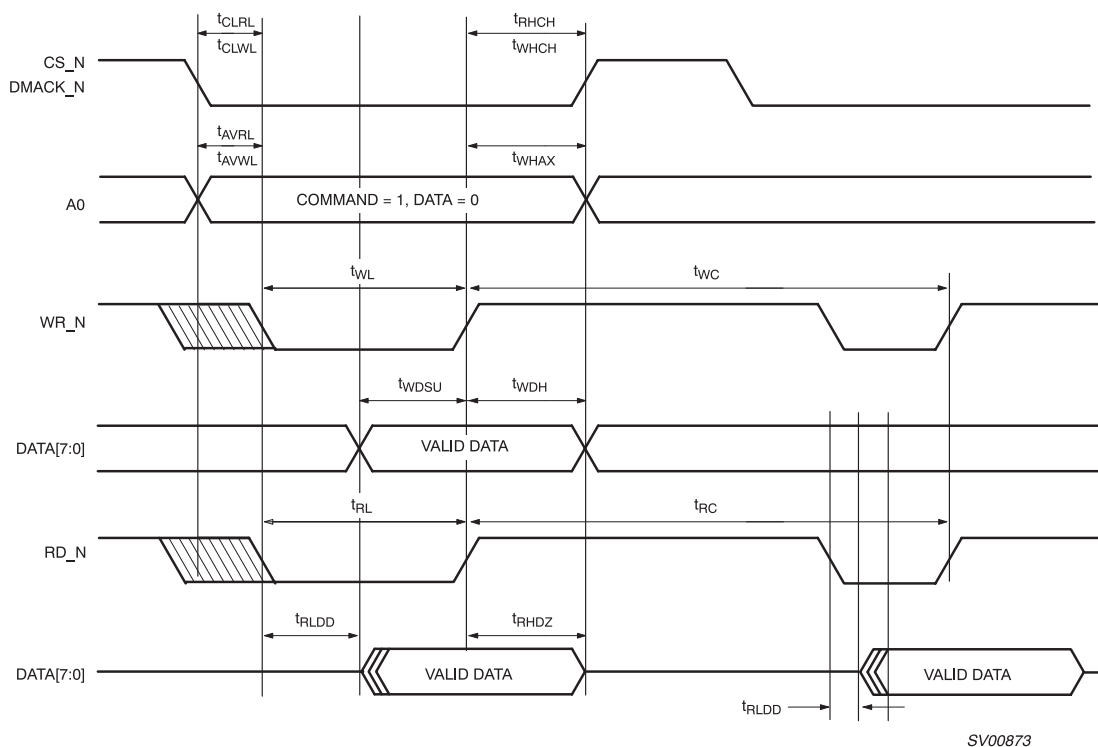 tCLRL
tRHCH
tCLWL
tWHCH
CS_N
DMACK_N
tAVRL
tAVWL
tWHAX
A0
COMMAND = 1, DATA = 0
tWL
tWC
WR_N
tWDSU
tWDH
DATA[7:0]
VALID DATA
tRL
tRC
RD_N
tRLDD
tRHDZ
DATA[7:0]
VALID DATA
VALID DATA
tRLDD
SV00873